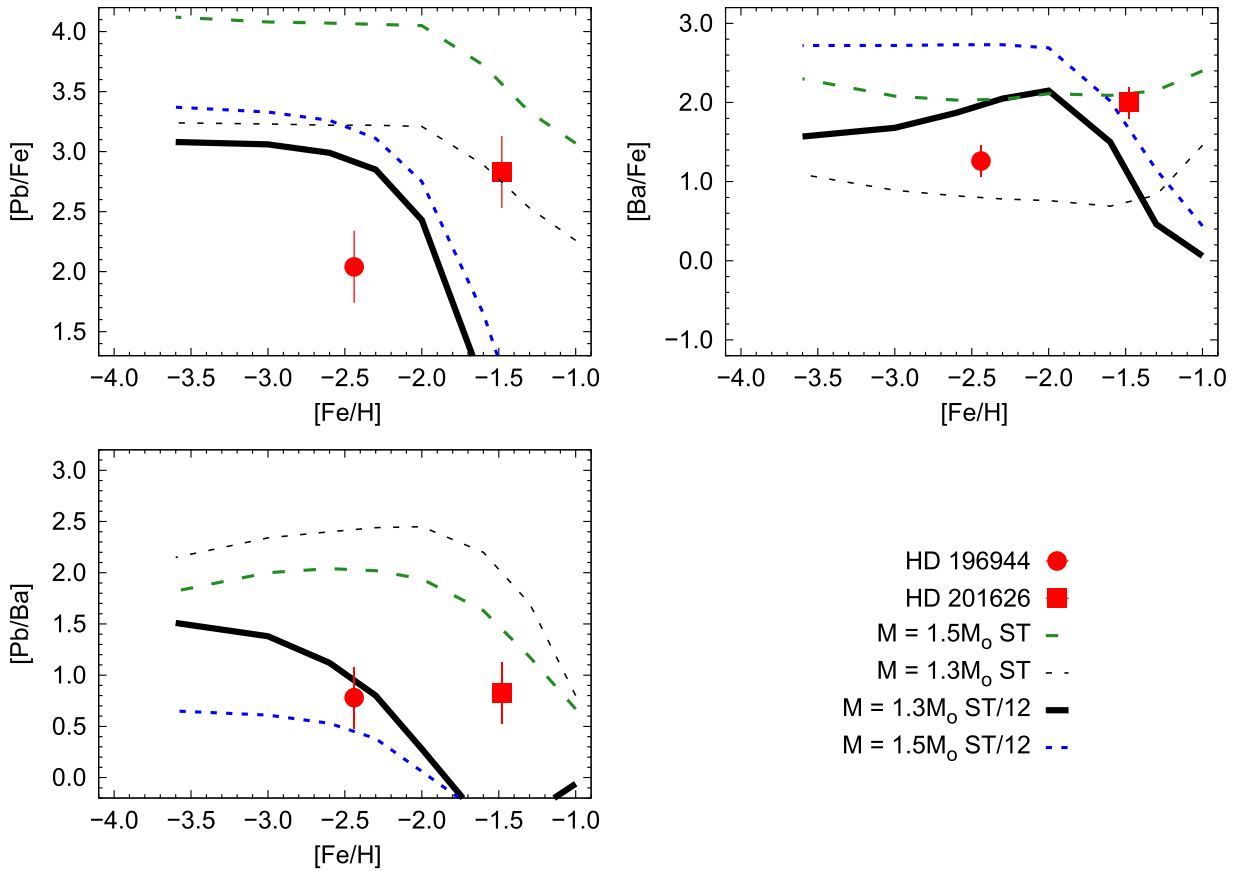 4.0
3.5
3.0
2.5
2.0
1.5
[Pb/Fe]
−4.0 −3.5 −3.0 −2.5 −2.0 −1.5 −1.0
[Fe/H]
3.0
2.0
1.0
0.0
−1.0
[Ba/Fe]
−4.0 −3.5 −3.0 −2.5 −2.0 −1.5 −1.0
[Fe/H]
3.0
2.5
2.0
1.5
1.0
0.5
0.0
[Pb/Ba]
−4.0 −3.5 −3.0 −2.5 −2.0 −1.5 −1.0
[Fe/H]
HD 196944
HD 201626
M = 1.5Mo ST
M = 1.3Mo ST
M = 1.3Mo ST/12
M = 1.5Mo ST/12